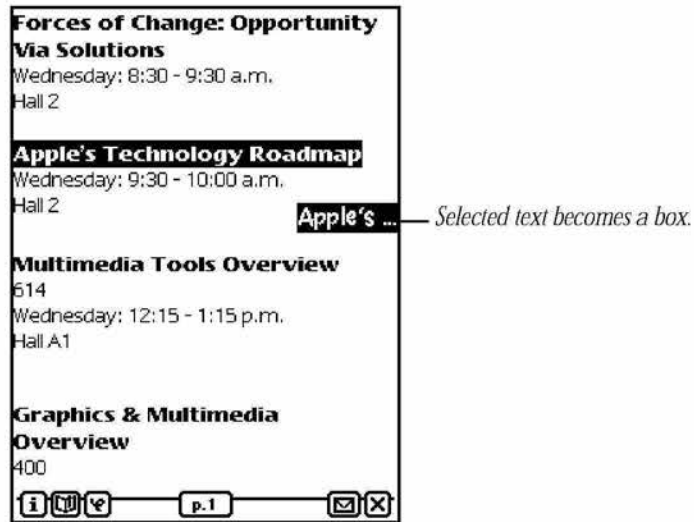 Forces of Change: Opportunity
Via Solutions
Wednesday: 8:30 - 9:30 a.m.
Hall 2
Apple's Technology Roadmap
Wednesday: 9:30 - 10:00 a.m.
Hall 2
Apple's ...
Selected text becomes a box.
Multimedia Tools Overview
614
Wednesday: 12:15 - 1:15 p.m.
Hall A1
Graphics & Multimedia
Overview
400
i
p.1